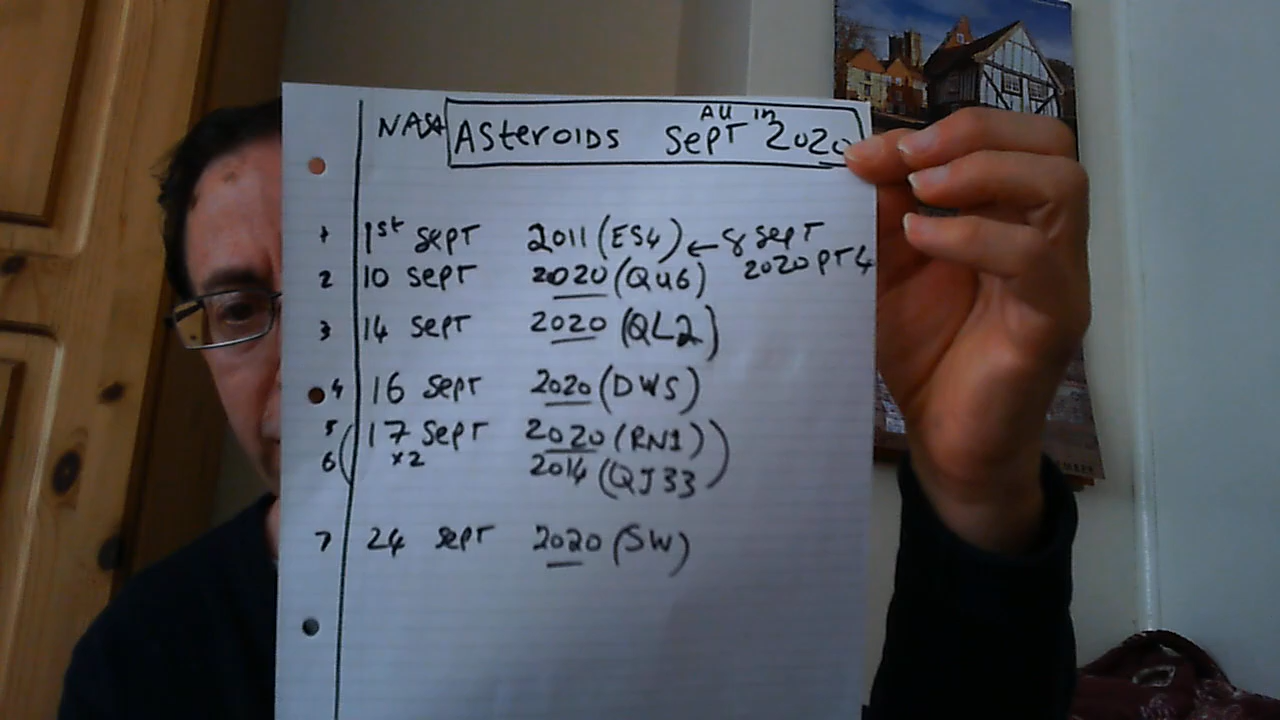 NASA ASteroIDS Sept AU in 2020
1 1st Sept 2011 (ES4) ← 8 Sept
2020 PT4
2 10 Sept 2020 (QU6)
3 14 Sept 2020 (QL2)
4 16 Sept 2020 (DWS)
5 17 Sept 2020 (RN1)
6 x2 2014 (QJ33)
7 24 Sept 2020 (SW)